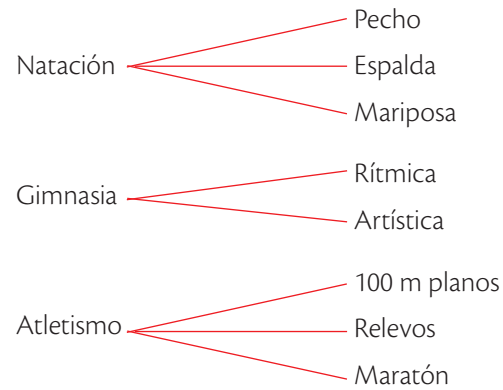 Natación
Pecho
Espalda
Mariposa
Gimnasia
Rítmica
Artística
Atletismo
100 m planos
Relevos
Maratón